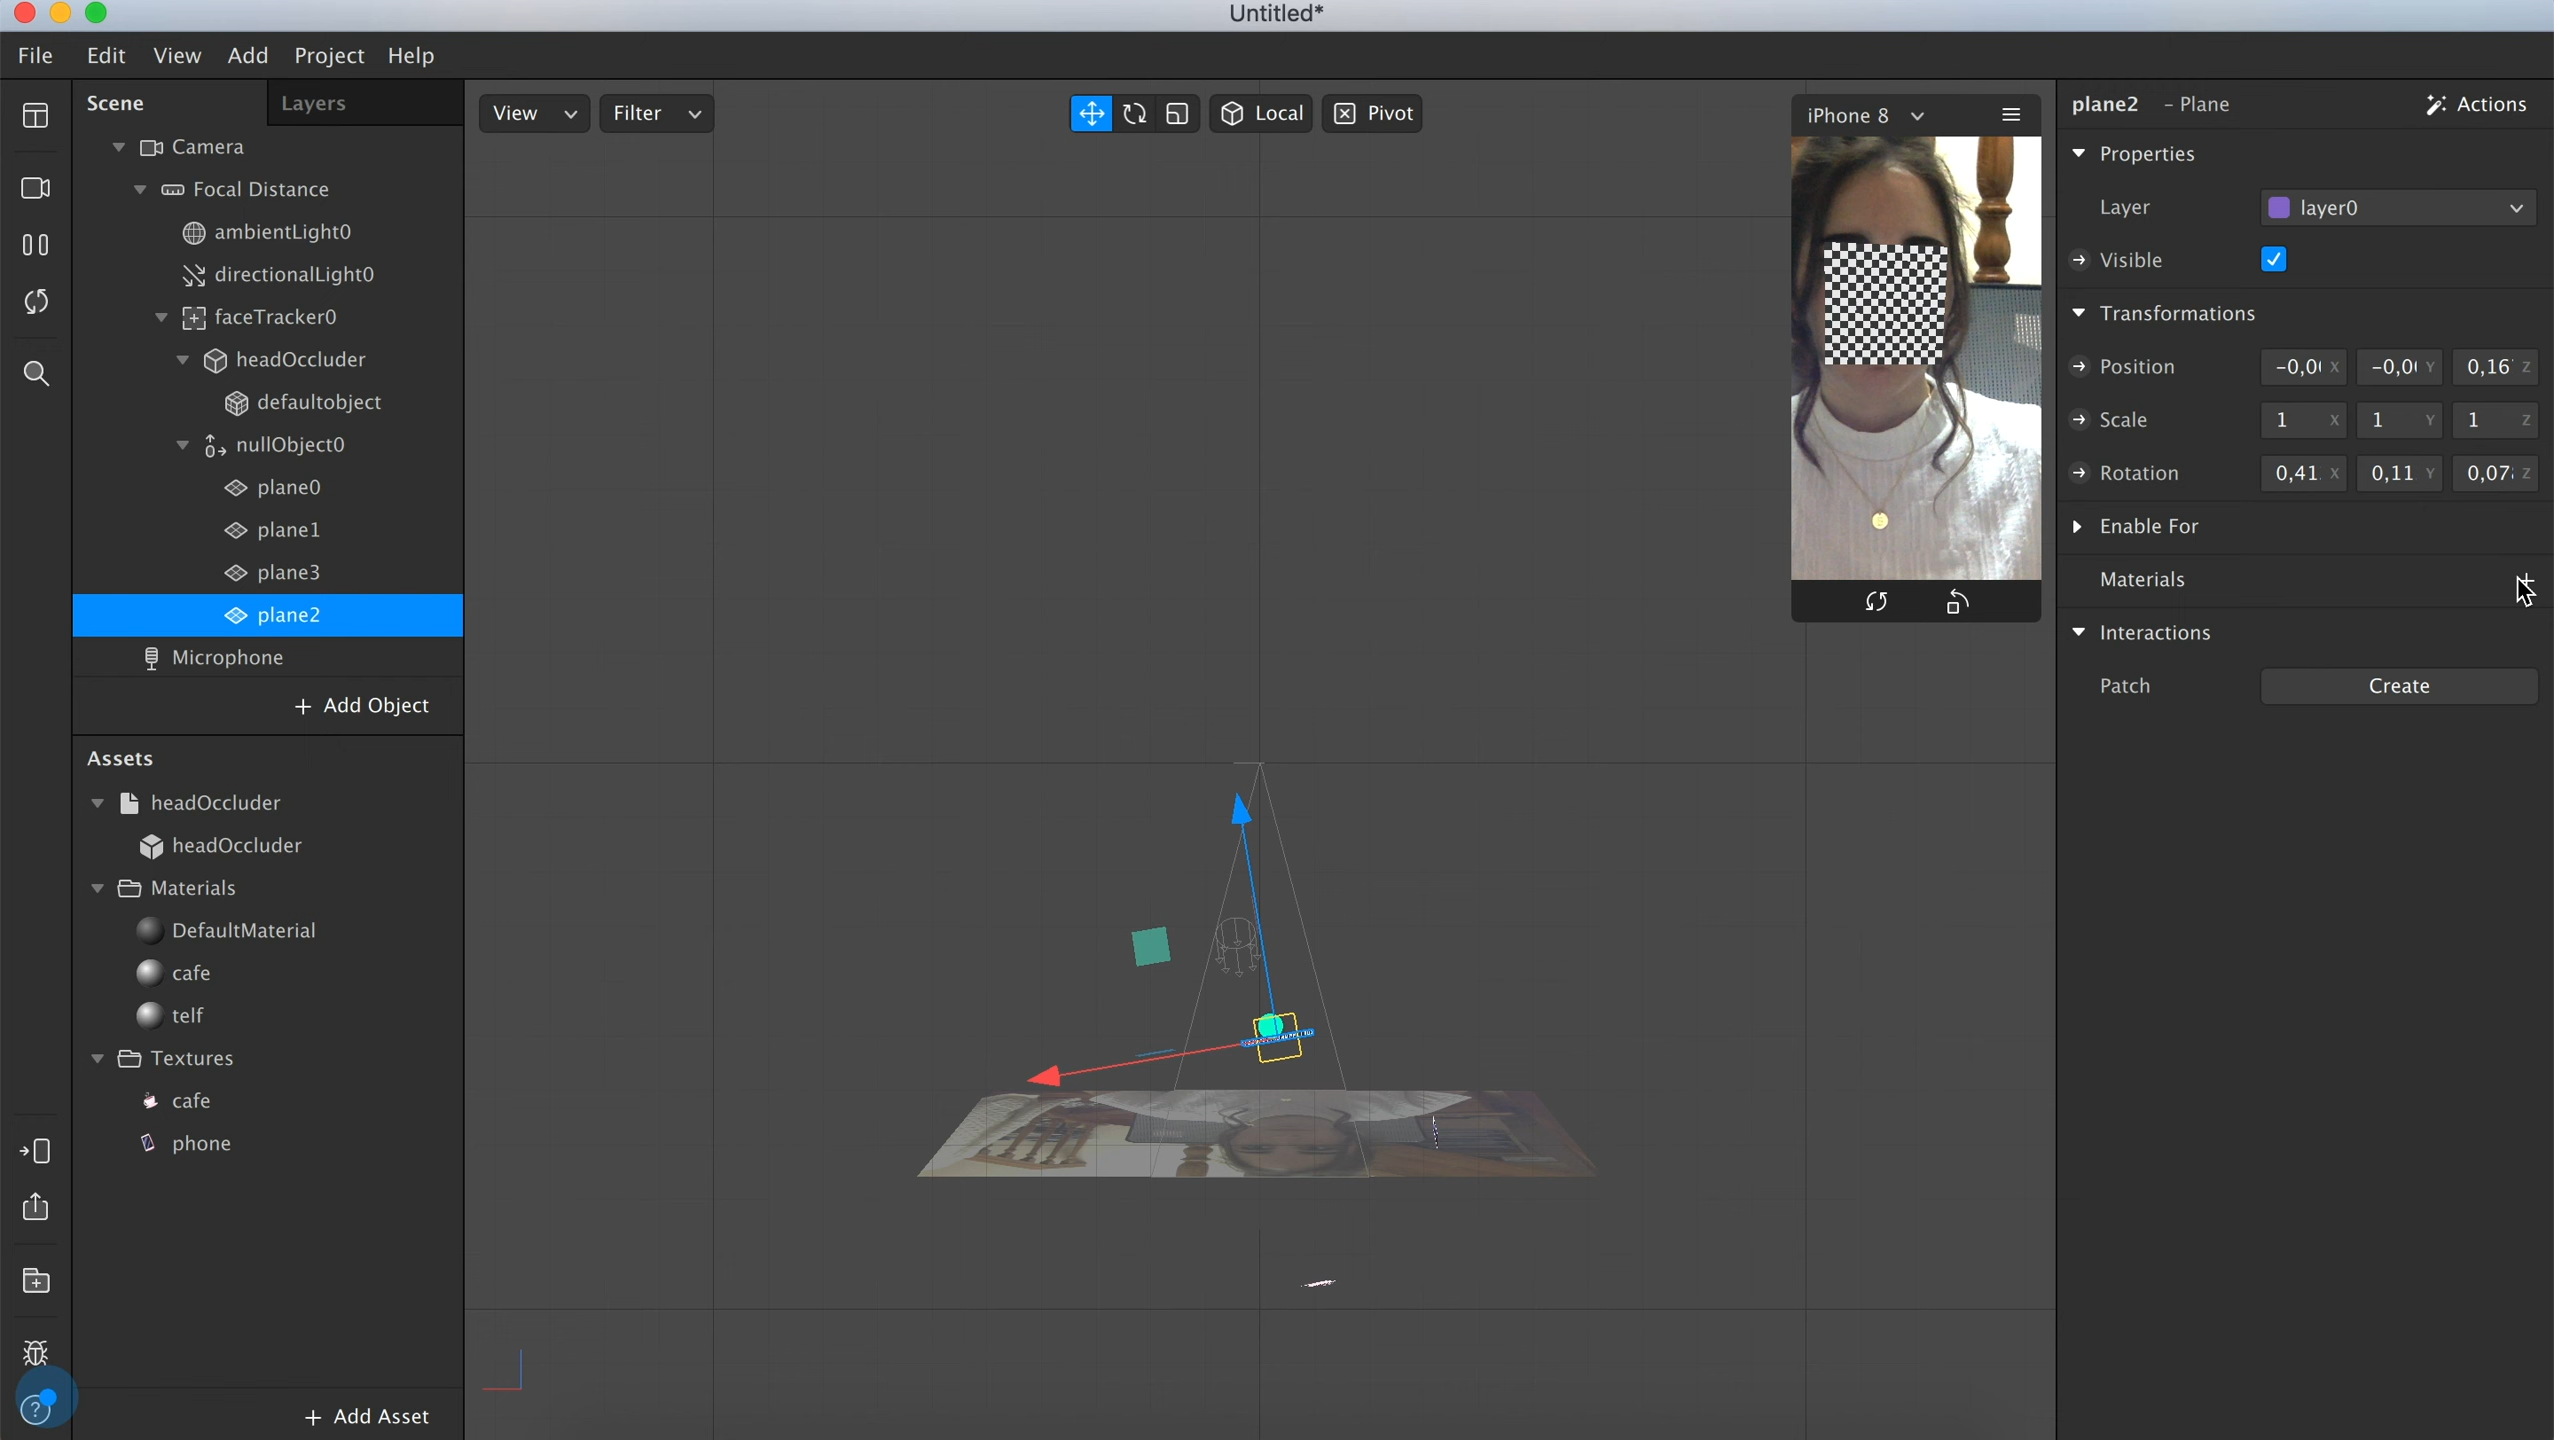 Untitled*
File Edit View Add Project Help
Scene Layers
Camera
Focal Distance
ambientLight0
directionalLight0
faceTracker0
headOccluder
defaultobject
nullObject0
plane0
plane1
plane3
plane2
Microphone
+ Add Object
Assets
headOccluder
headOccluder
Materials
DefaultMaterial
cafe
telf
Textures
cafe
phone
+ Add Asset
View Filter Local Pivot
iPhone 8
plane2 - Plane Actions
Properties
Layer layer0
Visible
Transformations
Position -0,0 X -0,0 Y 0,16 Z
Scale 1 X 1 Y 1 Z
Rotation 0,41 X 0,11 Y 0,07 Z
Enable For
Materials +
Interactions
Patch Create